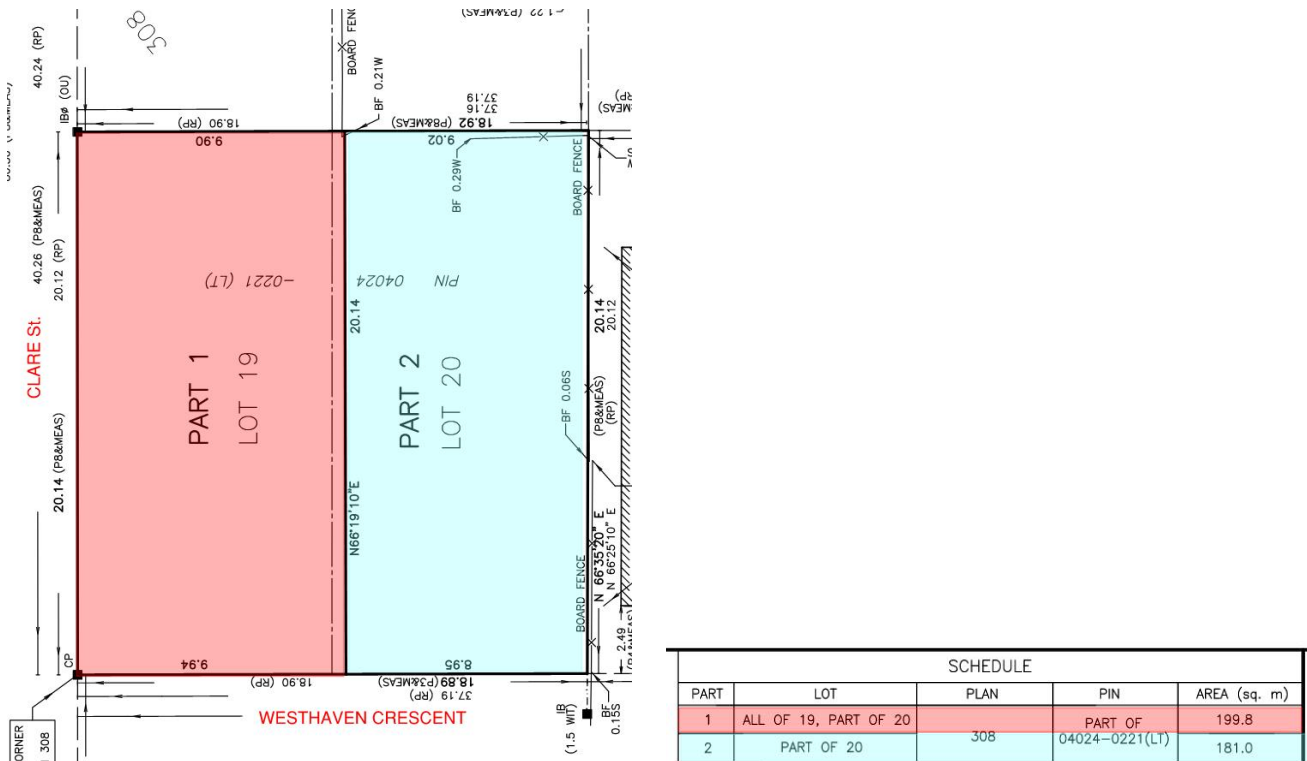 308
40.24 (RP)
IBØ (OU)
BOARD FENC
BF 0.21W
37.19
37.16
18.92 (P8&MEAS)
18.90 (RP)
9.90
9.02
BF 0.29W
BOARD FENCE
40.26 (P8&MEAS)
20.12 (RP)
PIN 04024 -0221 (LT)
20.14
20.14
20.12
(P8&MEAS)
(RP)
CLARE St.
PART 1
LOT 19
PART 2
LOT 20
BF 0.06S
20.14 (P8&MEAS)
N66°19'10"E
N 66°35'20" E
N 66°25'10" E
BOARD FENCE
2.49
CP
9.94
8.95
18.90 (RP)
18.89 (P3&MEAS)
37.19 (RP)
WESTHAVEN CRESCENT
IB
(1.5 WIT)
BF
0.15S
ORNER
308
SCHEDULE
PART LOT PLAN PIN AREA (sq. m)
1 ALL OF 19, PART OF 20 308 PART OF 04024-0221(LT) 199.8
2 PART OF 20 181.0